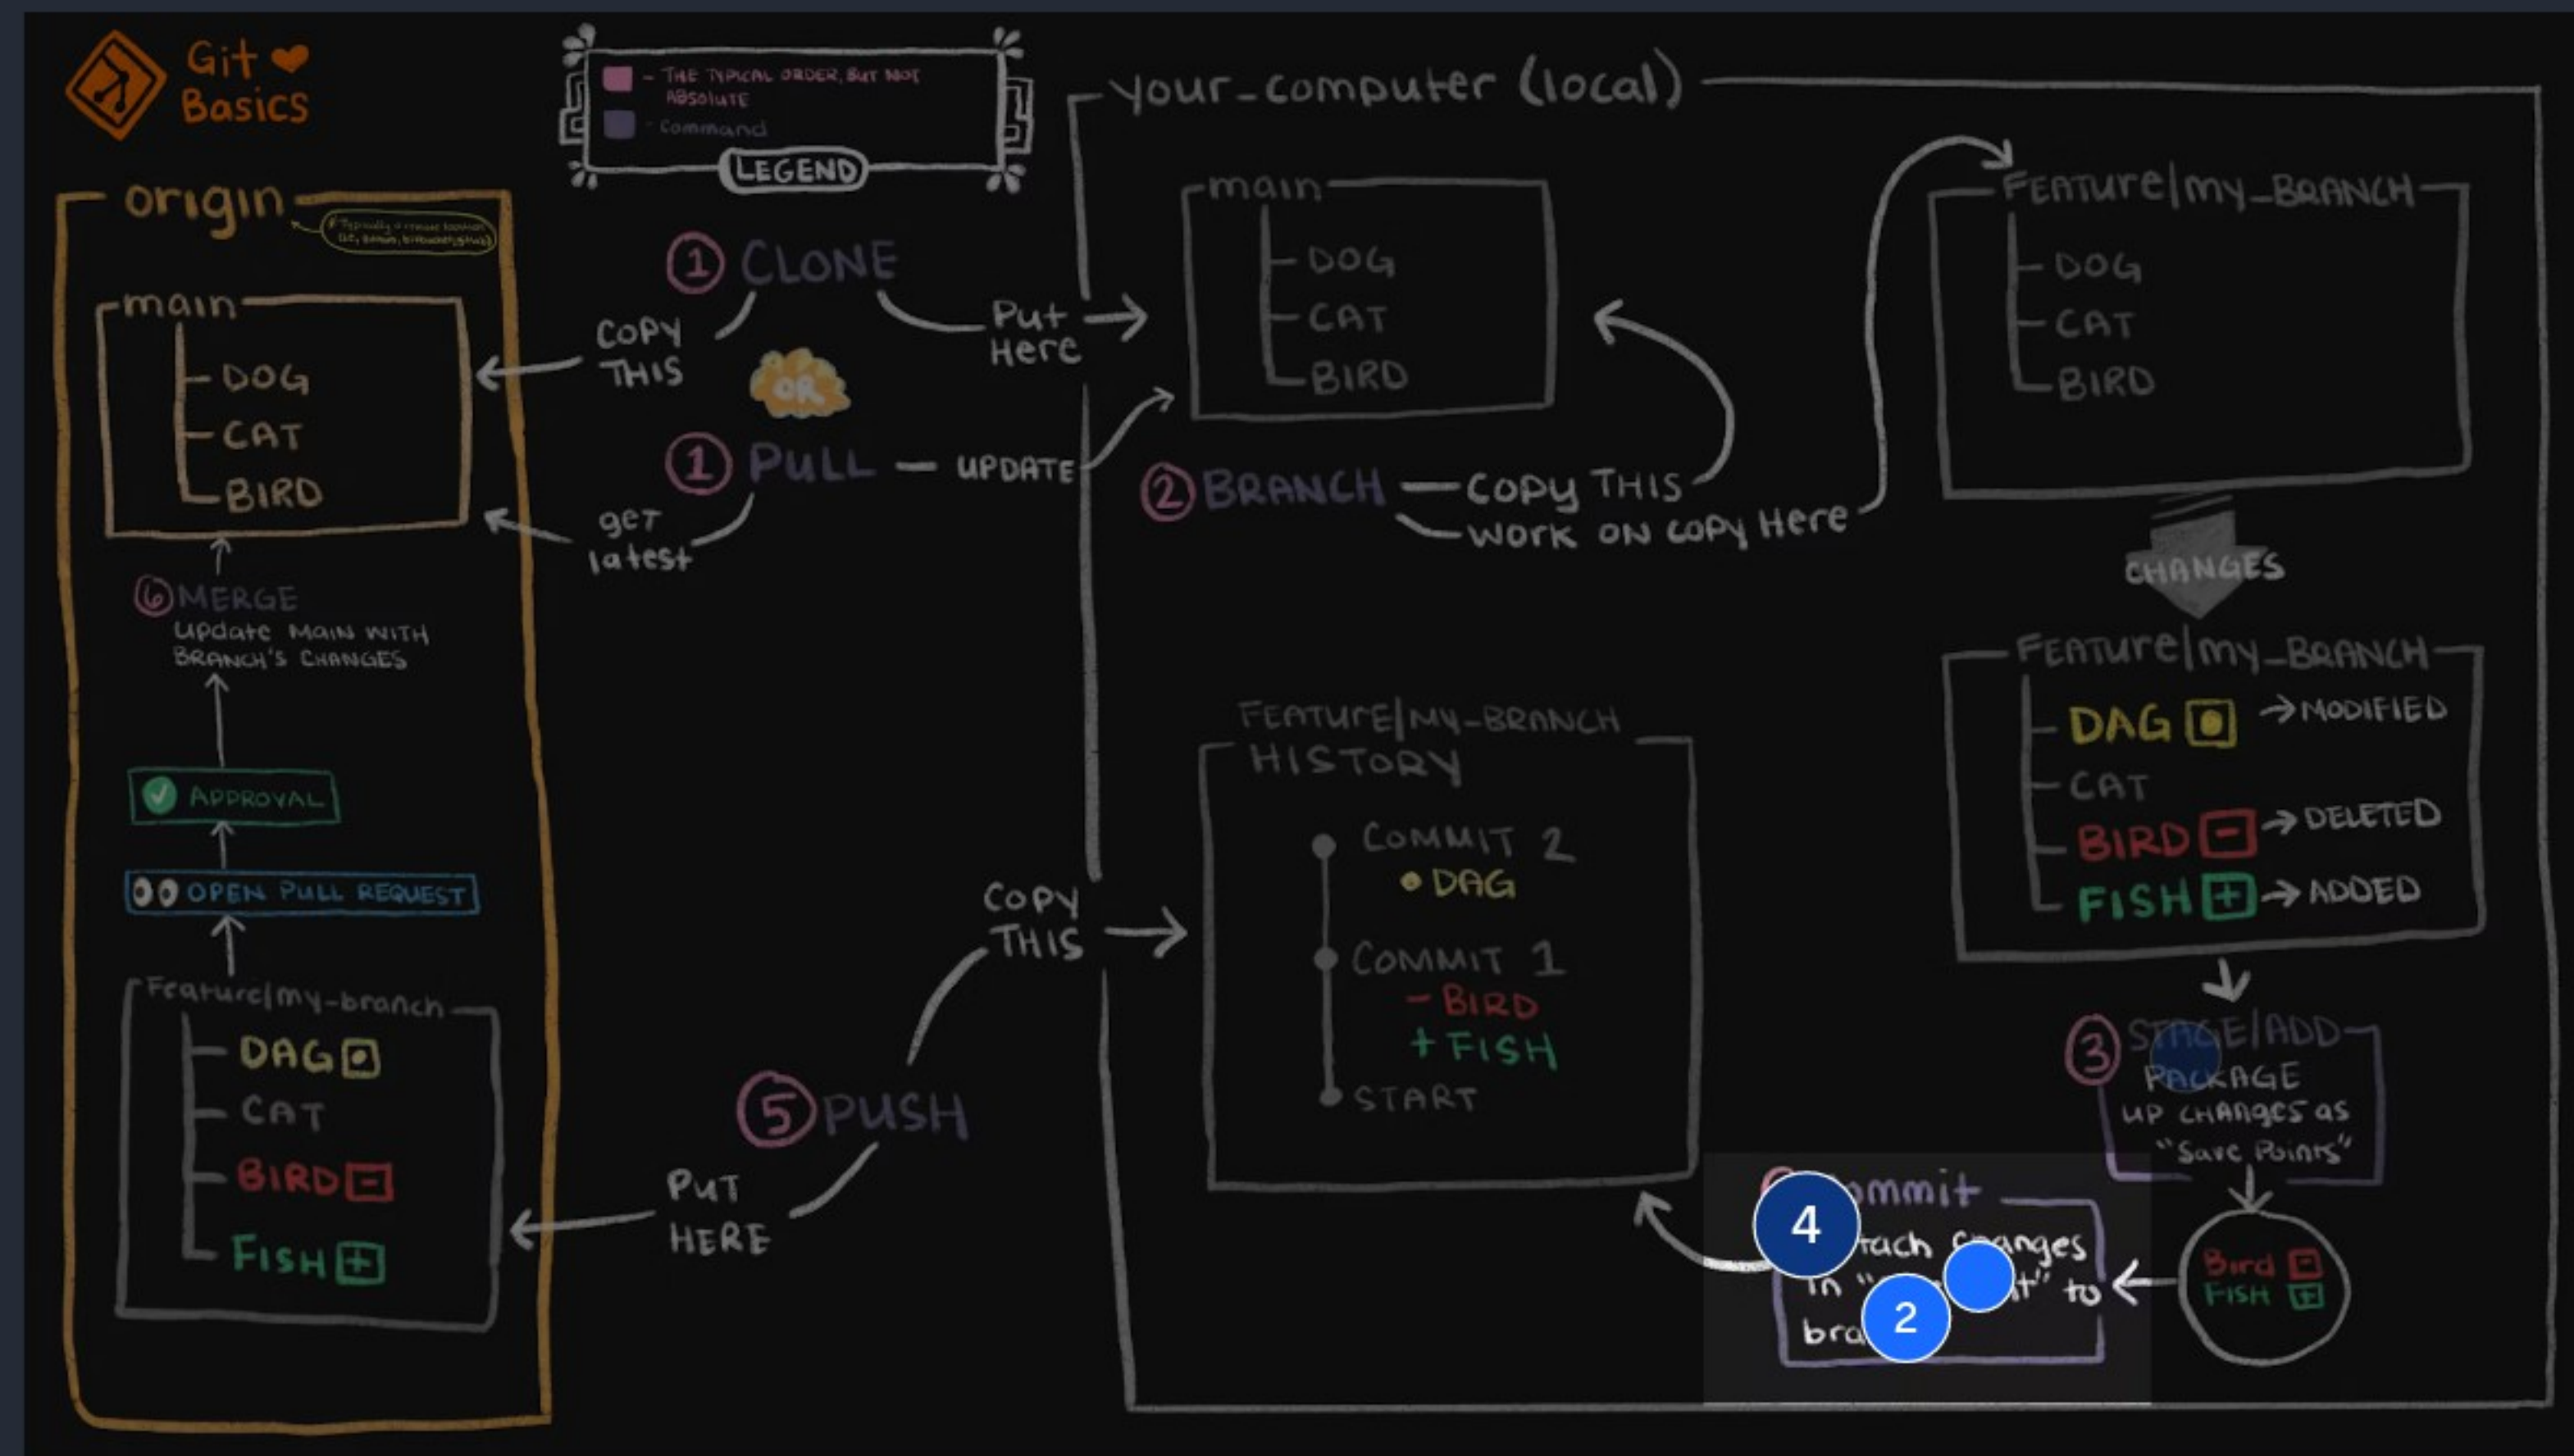 Git ❤
Basics
- THE TYPICAL ORDER, BUT NOT
ABSOLUTE
- Command
LEGEND
origin
main
DOG
CAT
BIRD
6 MERGE
update MAIN WITH
BRANCH'S CHANGES
APPROVAL
OPEN PULL REQUEST
Feature/my-branch
DAG
CAT
BIRD -
FISH +
1 CLONE
COPY
THIS
Put
Here
OR
1 PULL — UPDATE
get
latest
5 PUSH
COPY
THIS
PUT
HERE
your_computer (local)
main
DOG
CAT
BIRD
2 BRANCH — COPY THIS
WORK ON COPY Here
FEATURE/my_BRANCH
DOG
CAT
BIRD
CHANGES
FEATURE/my_BRANCH
DAG → MODIFIED
CAT
BIRD - → DELETED
FISH + → ADDED
3 STAGE/ADD
PACKAGE
UP CHANGES as
"Save Points"
Bird -
FISH +
4
changes
in
to
2
FEATURE/MY-BRANCH
HISTORY
COMMIT 2
• DAG
COMMIT 1
- BIRD
+ FISH
START